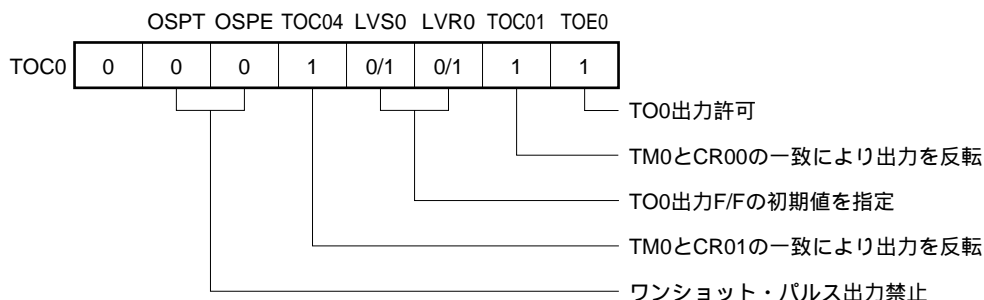 OSPT OSPE TOC04 LVS0 LVR0 TOC01 TOE0
TOC0 0 0 0 1 0/1 0/1 1 1
TO0出力許可
TM0とCR00の一致により出力を反転
TO0出力F/Fの初期値を指定
TM0とCR01の一致により出力を反転
ワンショット・パルス出力禁止